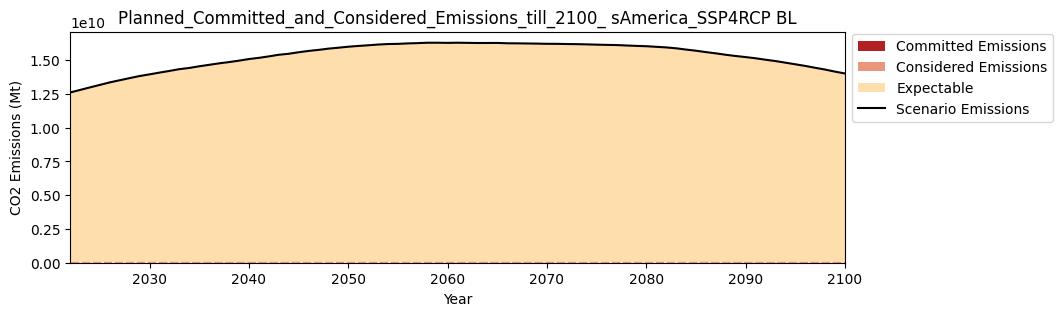 Planned_Committed_and_Considered_Emissions_till_2100_ sAmerica_SSP4RCP BL
1e10
1.50
1.25
1.00
0.75
0.50
0.25
0.00
CO2 Emissions (Mt)
2030 2040 2050 2060 2070 2080 2090 2100
Year
Committed Emissions
Considered Emissions
Expectable
Scenario Emissions